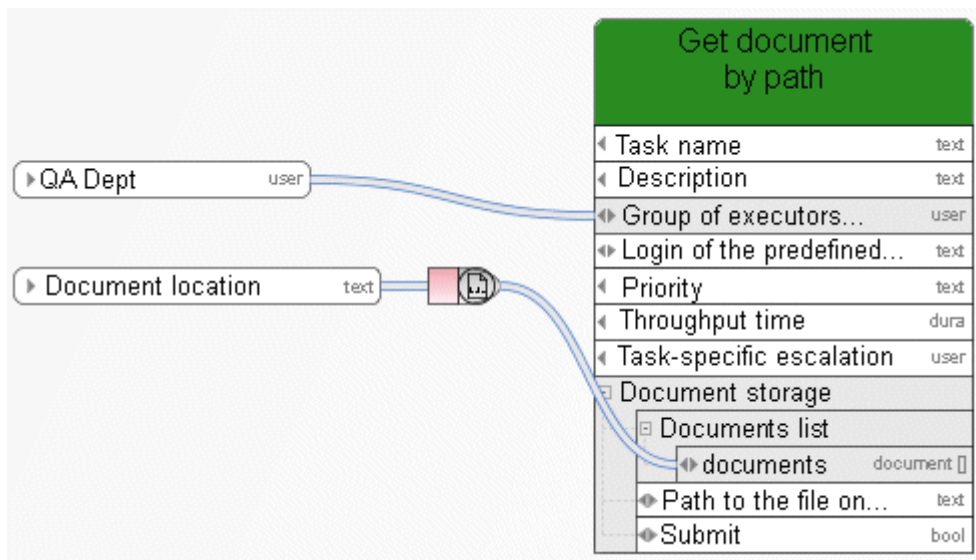 Get document
by path
Task name text
Description text
QA Dept user
Group of executors... user
Login of the predefined... text
Document location text
Priority text
Throughput time dura
Task-specific escalation user
Document storage
Documents list
documents document []
Path to the file on... text
Submit bool